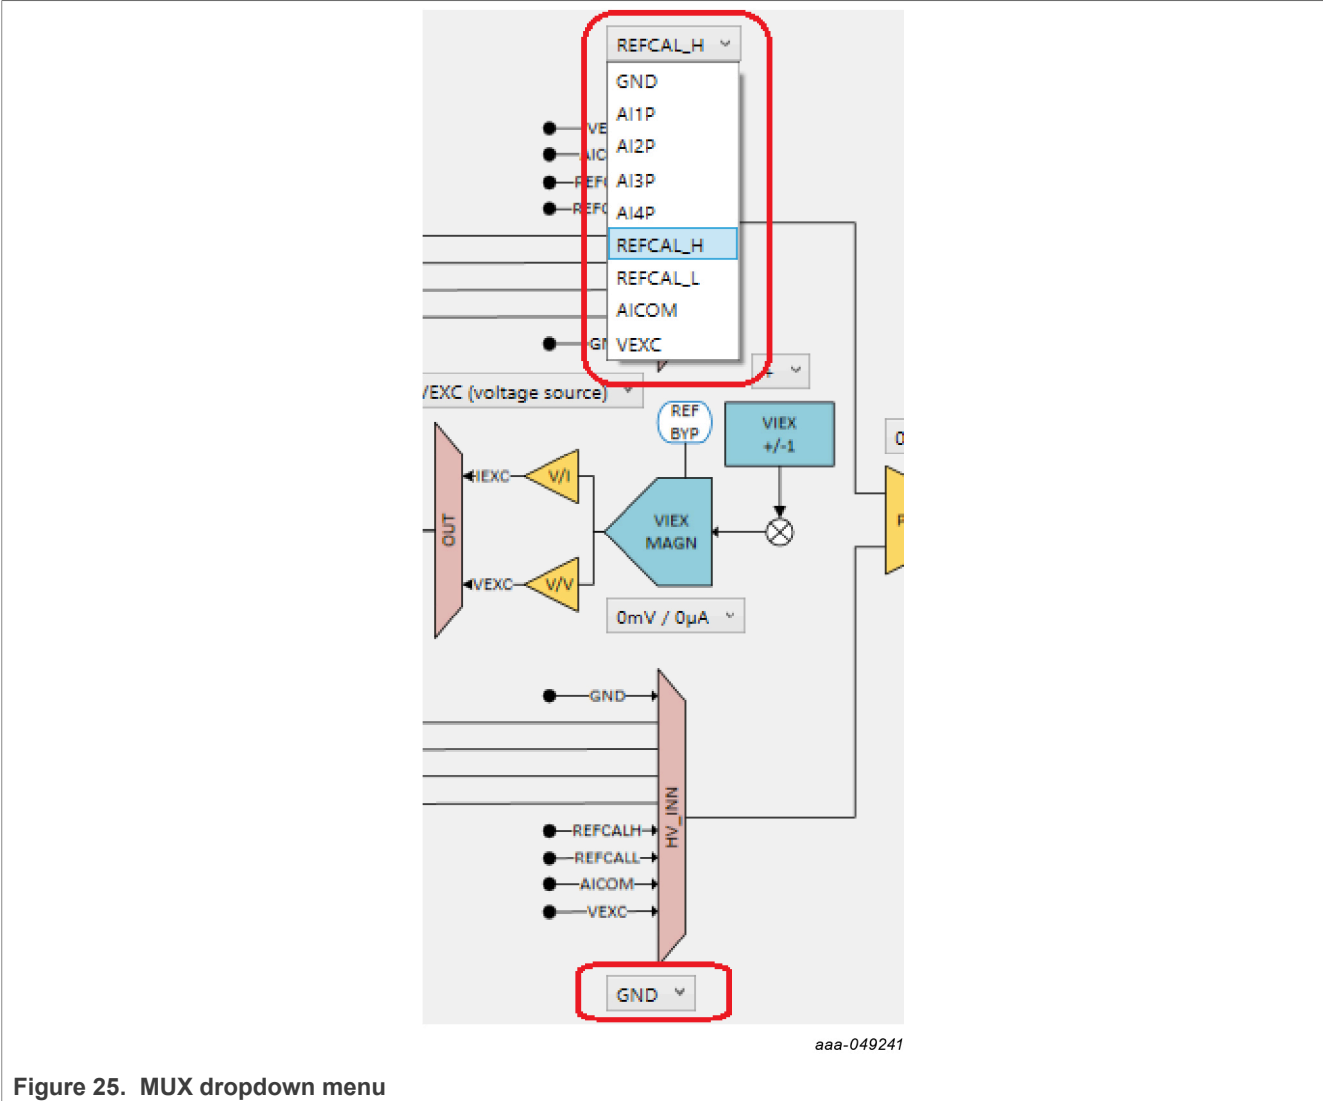 REFCAL_H
GND
AI1P
AI2P
AI3P
AI4P
REFCAL_H
REFCAL_L
AICOM
VEXC
VEXC (voltage source)
REF
BYP
VIEX
+/-1
IEXC
V/I
OUT
VIEX
MAGN
VEXC
V/V
0mV / 0µA
GND
HV_INN
REFCALH
REFCALL
AICOM
VEXC
GND
aaa-049241
Figure 25. MUX dropdown menu